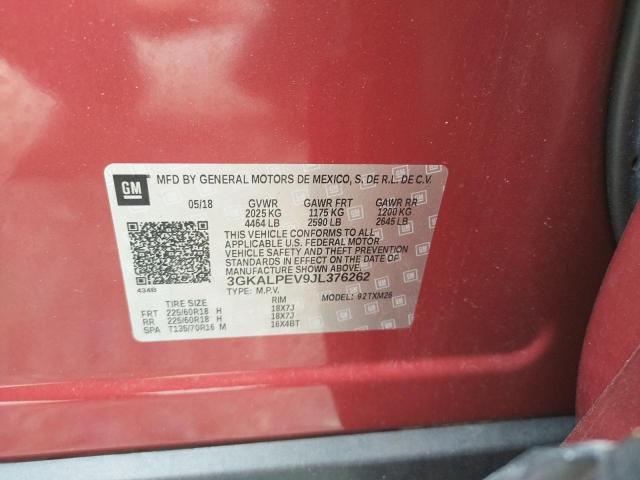 GM
MFD BY GENERAL MOTORS DE MEXICO, S. DE R.L. DE C.V.
05/18 GVWR GAWR FRT GAWR RR
2025 KG 1175 KG 1200 KG
4464 LB 2590 LB 2645 LB
THIS VEHICLE CONFORMS TO ALL
APPLICABLE U.S. FEDERAL MOTOR
VEHICLE SAFETY AND THEFT PREVENTION
STANDARDS IN EFFECT ON THE DATE OF
MANUFACTURE SHOWN ABOVE.
3GKALPEV9JL376262
434B TYPE: M.P.V. MODEL: 92TXM26
TIRE SIZE RIM
FRT 225/60R18 H 18X7J
RR 225/60R18 H 18X7J
SPA T135/70R16 M 16X4BT